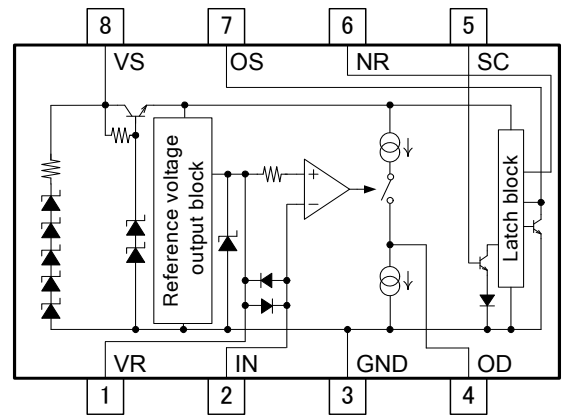 8
7
6
5
VS
OS
NR
SC
Reference voltage
output block
+
−
Latch block
VR
IN
GND
OD
1
2
3
4